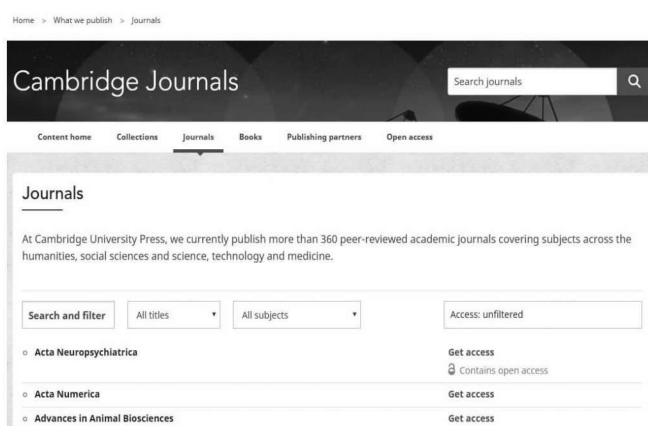 Home > What we publish > Journals
Cambridge Journals
Search journals
Content home Collections Journals Books Publishing partners Open access
Journals
At Cambridge University Press, we currently publish more than 360 peer-reviewed academic journals covering subjects across the
humanities, social sciences and science, technology and medicine.
Search and filter All titles All subjects Access: unfiltered
Acta Neuropsychiatrica Get access
Contains open access
Acta Numerica Get access
Advances in Animal Biosciences Get access